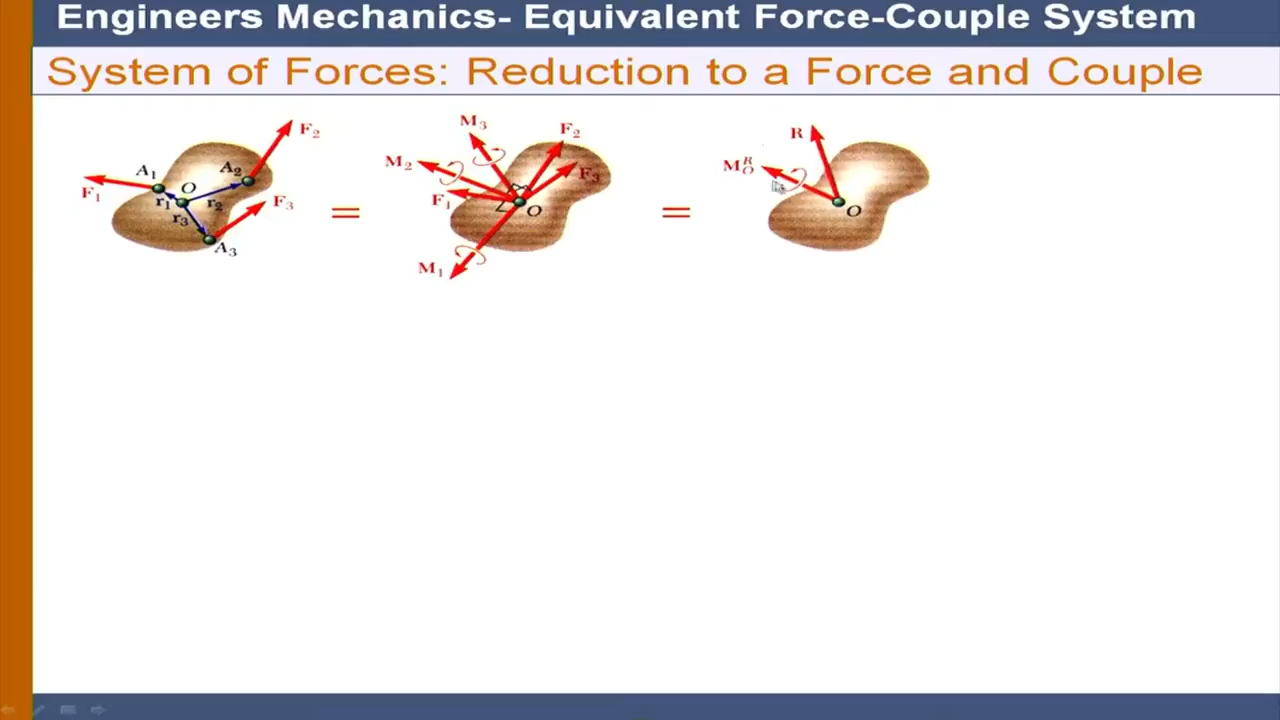 Engineers Mechanics- Equivalent Force-Couple System
System of Forces: Reduction to a Force and Couple
F₁ A₁ O r₁ r₂ r₃ A₂ F₂ F₃ A₃
=
M₃ F₂ M₂ F₁ F₃ O M₁
=
R M_O^R O